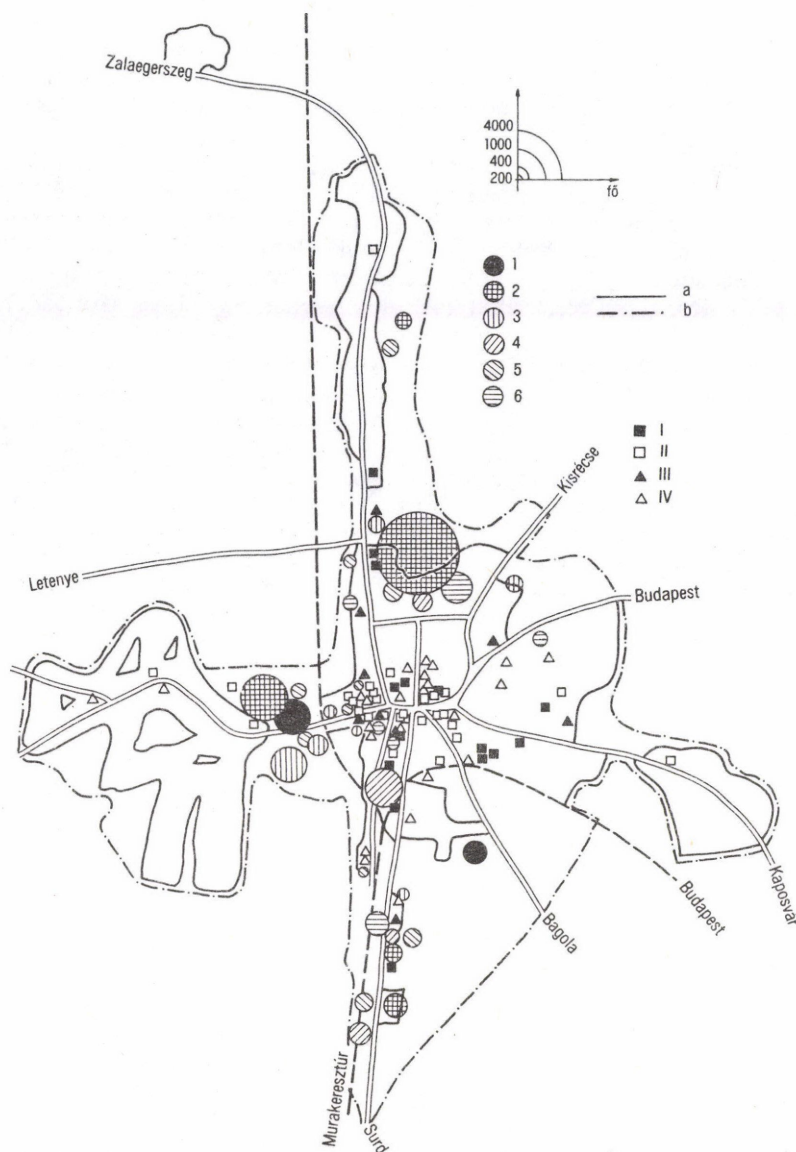 Zalaegerszeg
4000
1000
400
200
fő
1
2
3
4
5
6
a
b
I
II
III
IV
Kisrécse
Letenye
Budapest
Kaposvár
Budapest
Bagola
Murakeresztúr
Surd